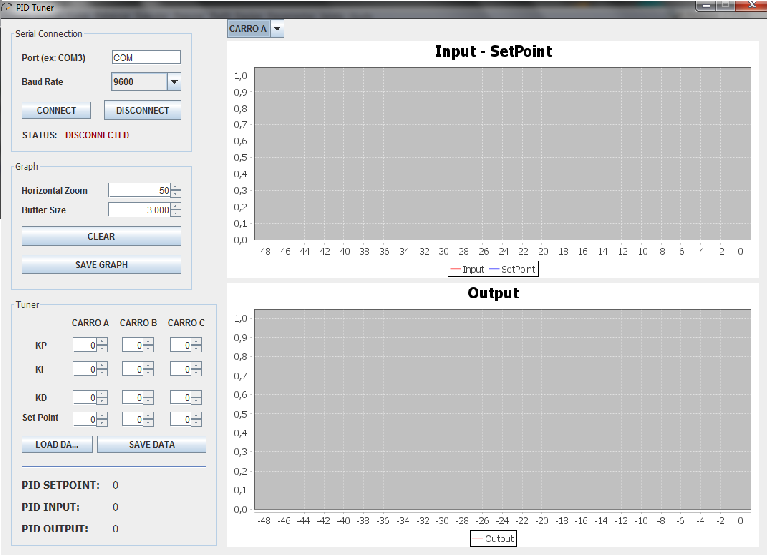 PID Tuner
Serial Connection
Port (ex: COM3) COM
Baud Rate 9600
CONNECT DISCONNECT
STATUS: DISCONNECTED
Graph
Horizontal Zoom 50
Buffer Size 3.000
CLEAR
SAVE GRAPH
Tuner
CARRO A CARRO B CARRO C
KP 0 0 0
KI 0 0 0
KD 0 0 0
Set Point 0 0 0
LOAD DA... SAVE DATA
PID SETPOINT: 0
PID INPUT: 0
PID OUTPUT: 0
CARRO A
Input - SetPoint
1,0
0,9
0,8
0,7
0,6
0,5
0,4
0,3
0,2
0,1
0,0
-48 -46 -44 -42 -40 -38 -36 -34 -32 -30 -28 -26 -24 -22 -20 -18 -16 -14 -12 -10 -8 -6 -4 -2 0
Input SetPoint
Output
1,0
0,9
0,8
0,7
0,6
0,5
0,4
0,3
0,2
0,1
0,0
-48 -46 -44 -42 -40 -38 -36 -34 -32 -30 -28 -26 -24 -22 -20 -18 -16 -14 -12 -10 -8 -6 -4 -2 0
Output